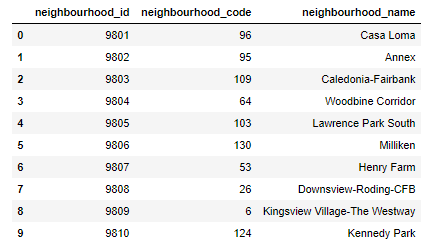 neighbourhood_id neighbourhood_code neighbourhood_name
0 9801 96 Casa Loma
1 9802 95 Annex
2 9803 109 Caledonia-Fairbank
3 9804 64 Woodbine Corridor
4 9805 103 Lawrence Park South
5 9806 130 Milliken
6 9807 53 Henry Farm
7 9808 26 Downsview-Roding-CFB
8 9809 6 Kingsview Village-The Westway
9 9810 124 Kennedy Park